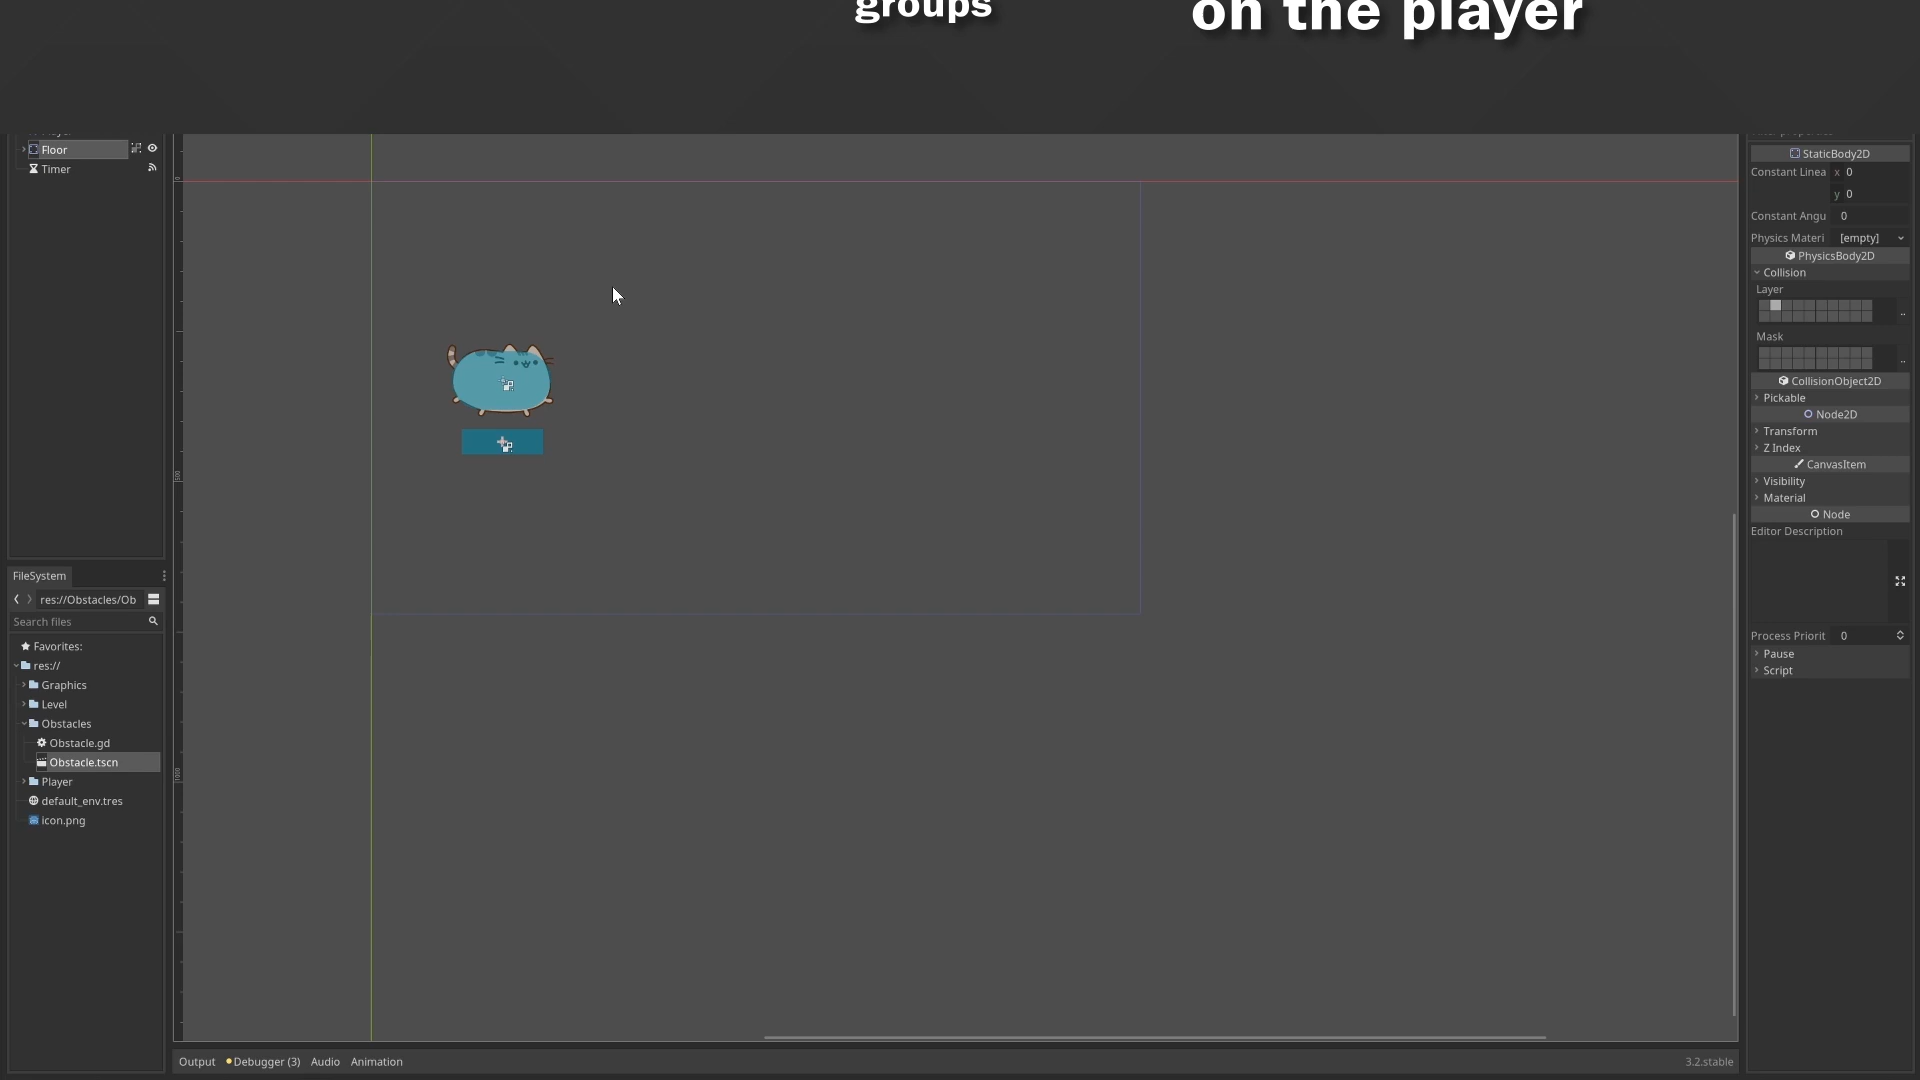 groups
on the player
Floor
Timer
StaticBody2D
Constant Linea x 0
y 0
Constant Angu 0
Physics Materi [empty]
PhysicsBody2D
Collision
Layer
..
Mask
..
CollisionObject2D
Pickable
Node2D
Transform
Z Index
CanvasItem
Visibility
Material
Node
Editor Description
Process Priorit 0
Pause
Script
FileSystem
res://Obstacles/Ob
Search files
Favorites:
res://
Graphics
Level
Obstacles
Obstacle.gd
Obstacle.tscn
Player
default_env.tres
icon.png
0
500
1000
Output Debugger (3) Audio Animation
3.2.stable